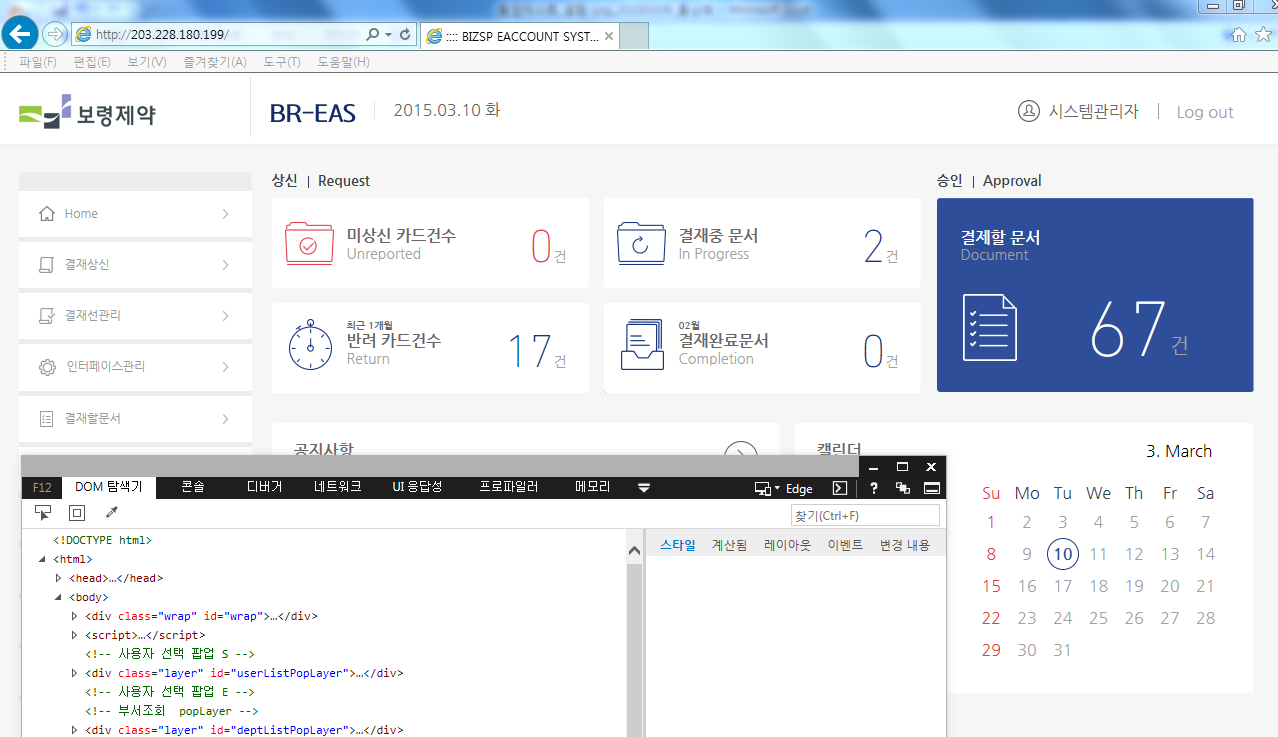 http://203.228.180.199/
:::: BIZSP EACCOUNT SYST...
파일(F) 편집(E) 보기(V) 즐겨찾기(A) 도구(T) 도움말(H)
보령제약
BR-EAS 2015.03.10 화
시스템관리자 | Log out
Home
결재상신
결재선관리
인터페이스관리
결재할문서
상신 | Request
미상신 카드건수
Unreported
0건
결재중 문서
In Progress
2건
최근 1개월
반려 카드건수
Return
17건
02월
결재완료문서
Completion
0건
승인 | Approval
결제할 문서
Document
67건
공지사항
캘린더
3. March
Su Mo Tu We Th Fr Sa
1 2 3 4 5 6 7
8 9 10 11 12 13 14
15 16 17 18 19 20 21
22 23 24 25 26 27 28
29 30 31
F12 DOM 탐색기 콘솔 디버거 네트워크 UI 응답성 프로파일러 메모리 Edge ?
찾기(Ctrl+F)
스타일 계산됨 레이아웃 이벤트 변경 내용
<!DOCTYPE html>
<html>
<head>…</head>
<body>
<div class="wrap" id="wrap">…</div>
<script>…</script>
<!-- 사용자 선택 팝업 S -->
<div class="layer" id="userListPopLayer">…</div>
<!-- 사용자 선택 팝업 E -->
<!-- 부서조회  popLayer -->
<div class="layer" id="deptListPopLayer">…</div>